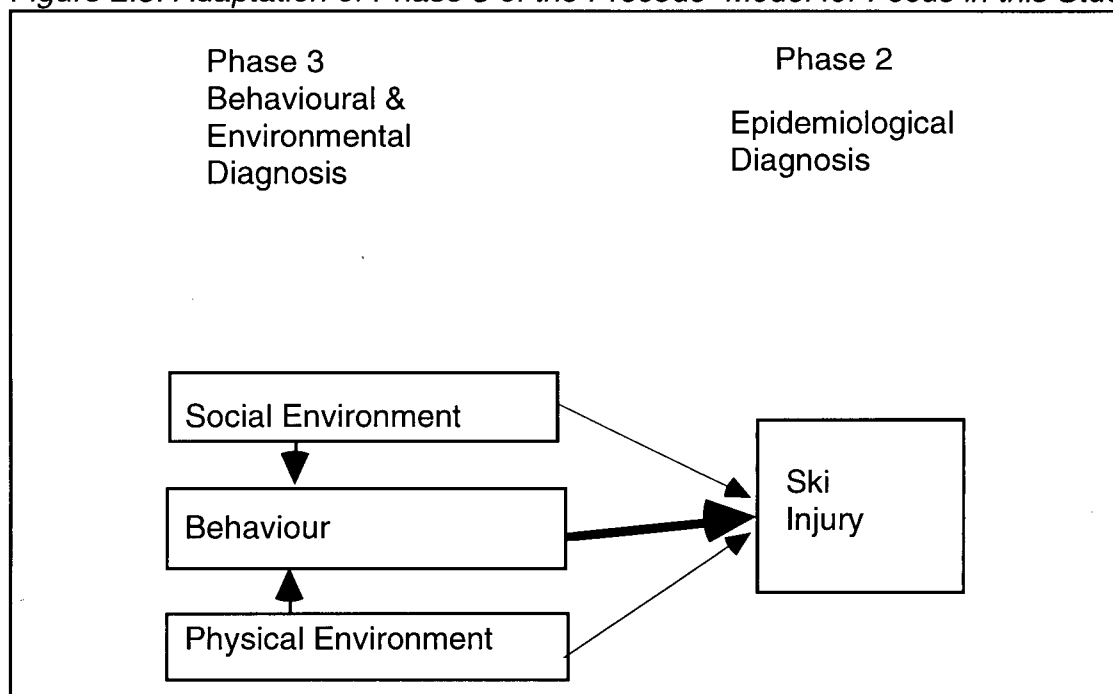 Phase 3
Behavioural &
Environmental
Diagnosis
Phase 2
Epidemiological
Diagnosis
Social Environment
Behaviour
Physical Environment
Ski
Injury